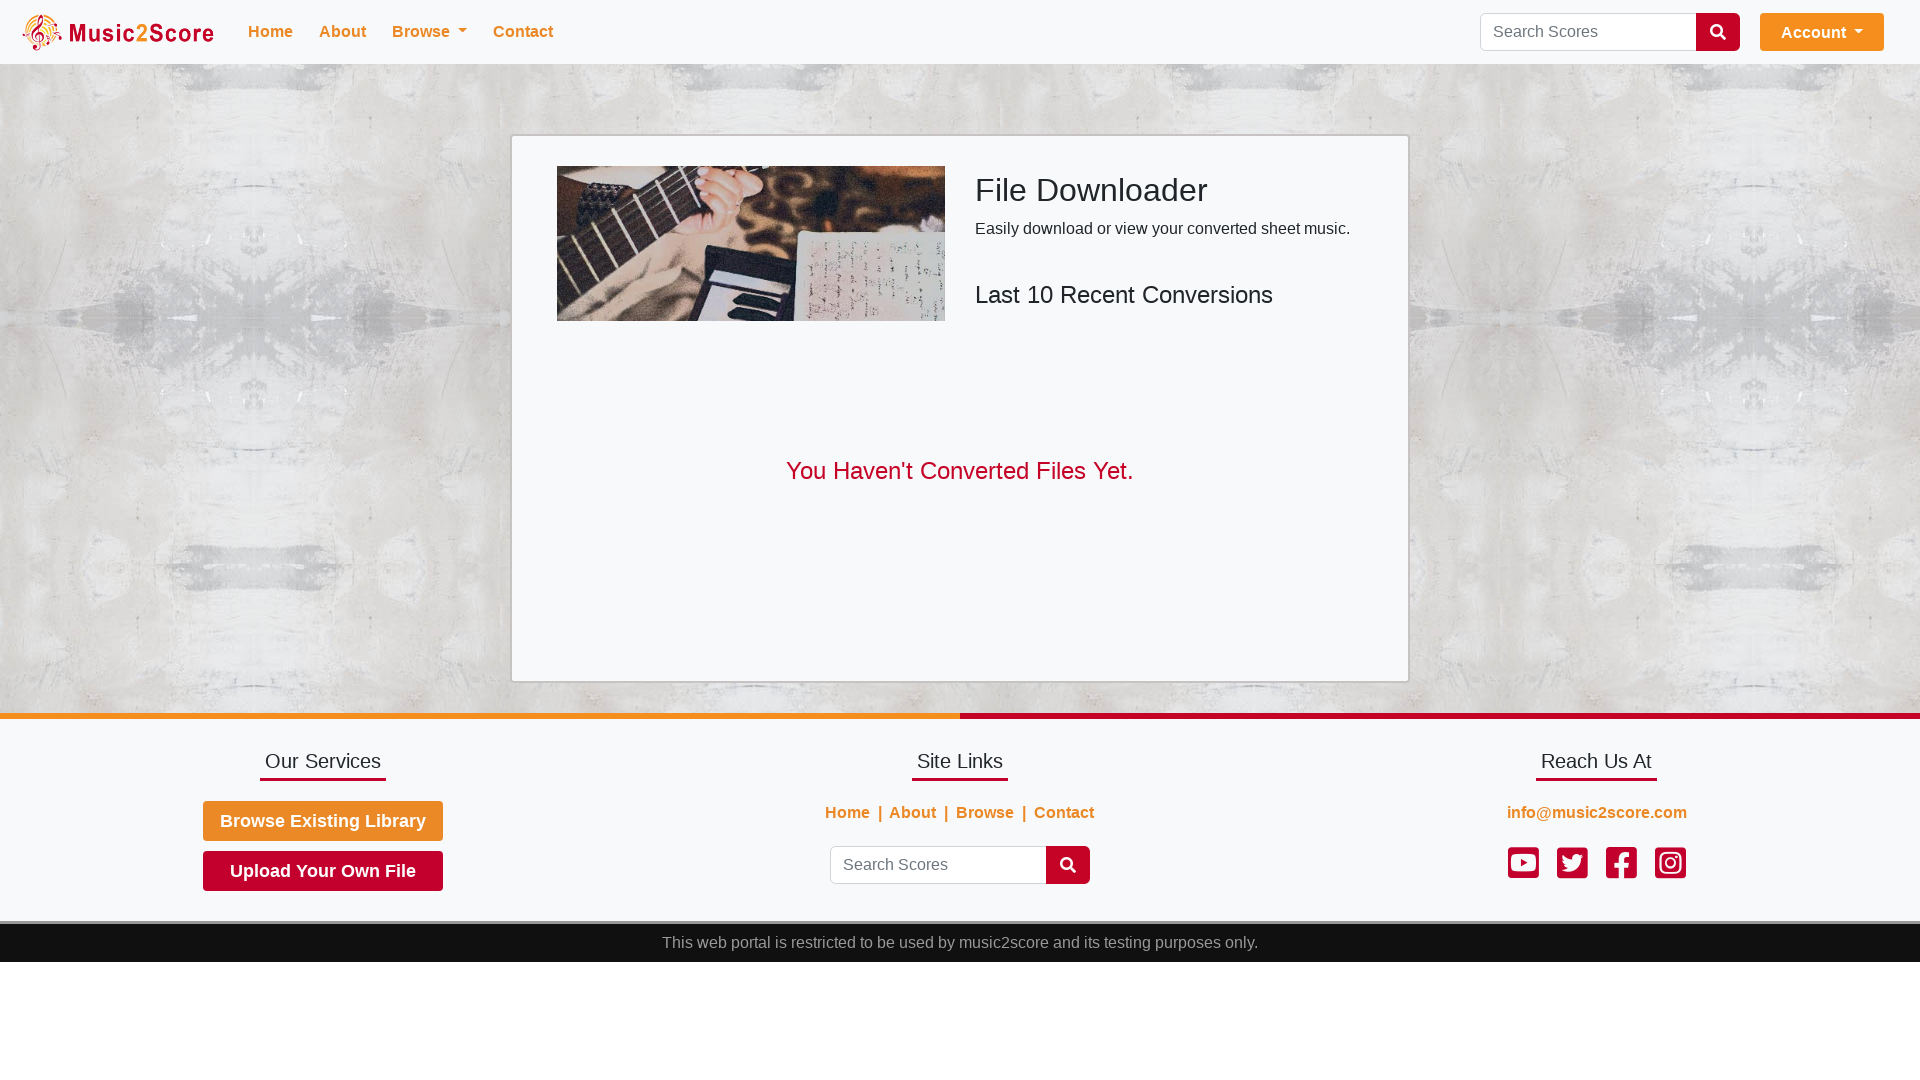 Music2Score
Home
About
Browse
Contact
Search Scores
Account
File Downloader
Easily download or view your converted sheet music.
Last 10 Recent Conversions
You Haven't Converted Files Yet.
Our Services
Browse Existing Library
Upload Your Own File
Site Links
Home | About | Browse | Contact
Search Scores
Reach Us At
info@music2score.com
This web portal is restricted to be used by music2score and its testing purposes only.